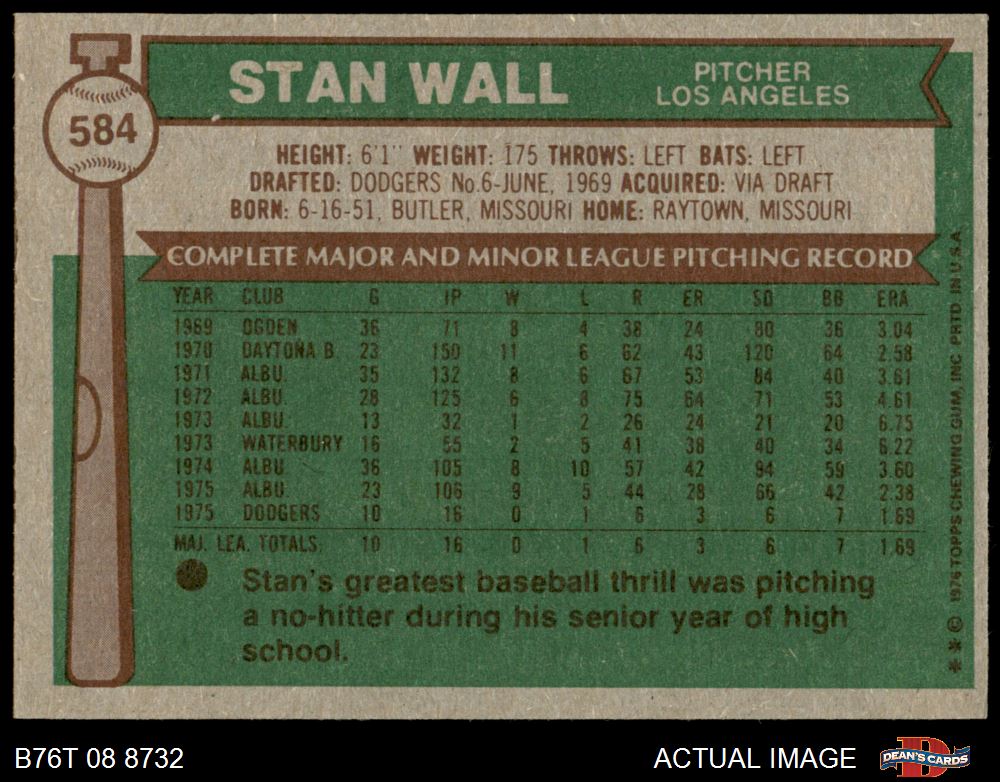 584
STAN WALL
PITCHER
LOS ANGELES
HEIGHT: 6'1" WEIGHT: 175 THROWS: LEFT BATS: LEFT
DRAFTED: DODGERS No.6-JUNE, 1969 ACQUIRED: VIA DRAFT
BORN: 6-16-51, BUTLER, MISSOURI HOME: RAYTOWN, MISSOURI
COMPLETE MAJOR AND MINOR LEAGUE PITCHING RECORD
YEAR CLUB G IP W L R ER SO BB ERA
1969 OGDEN 36 71 8 4 38 24 80 36 3.04
1970 DAYTONA B. 23 150 11 6 62 43 120 64 2.58
1971 ALBU. 35 132 8 6 67 53 84 40 3.61
1972 ALBU. 28 125 6 8 75 64 71 53 4.61
1973 ALBU. 13 32 1 2 26 24 21 20 6.75
1973 WATERBURY 16 55 2 5 41 38 40 34 6.22
1974 ALBU. 36 105 8 10 57 42 94 59 3.60
1975 ALBU. 23 106 9 5 44 28 66 42 2.38
1975 DODGERS 10 16 0 1 6 3 6 7 1.69
MAJ. LEA. TOTALS 10 16 0 1 6 3 6 7 1.69
Stan's greatest baseball thrill was pitching
a no-hitter during his senior year of high
school.
** © 1976 TOPPS CHEWING GUM, INC. PRTD. IN U.S.A.
B76T 08 8732
ACTUAL IMAGE
DEAN'S CARDS